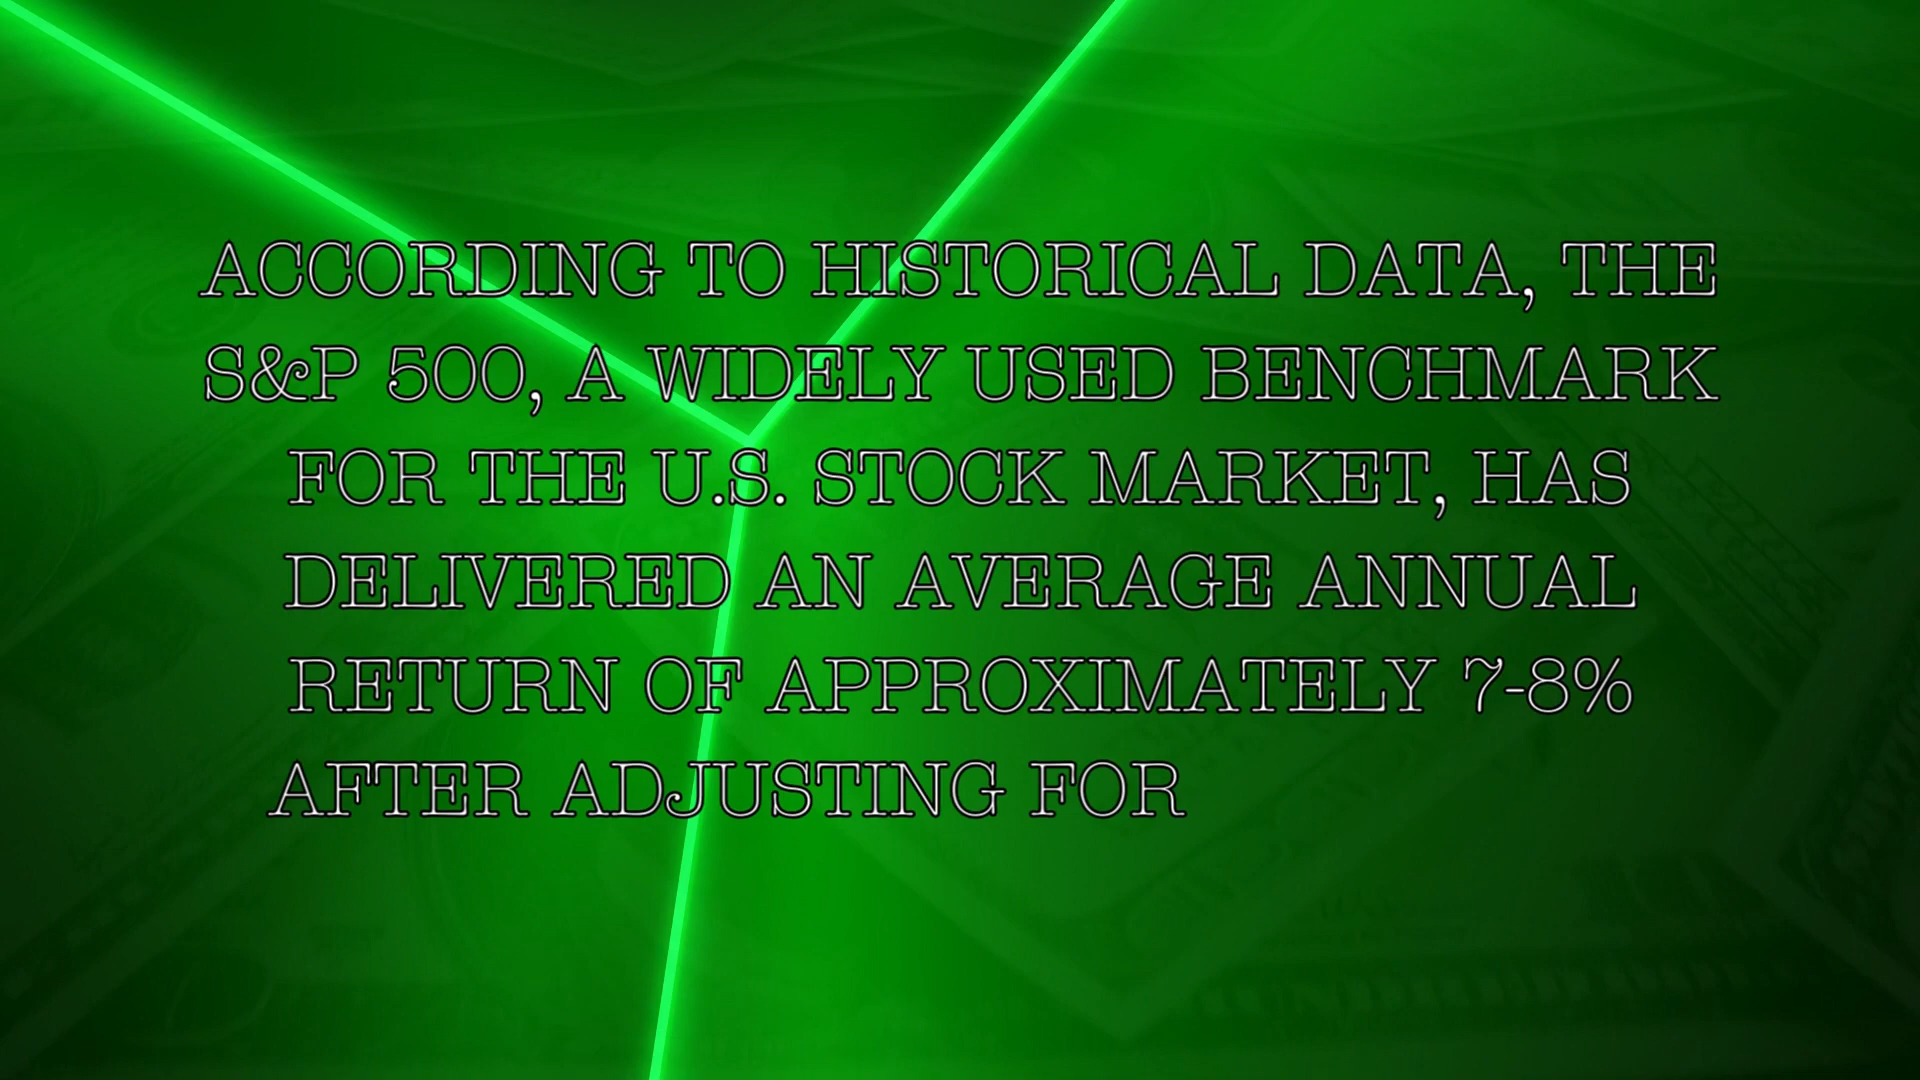 ACCORDING TO HISTORICAL DATA, THE
S&P 500, A WIDELY USED BENCHMARK
FOR THE U.S. STOCK MARKET, HAS
DELIVERED AN AVERAGE ANNUAL
RETURN OF APPROXIMATELY 7-8%
AFTER ADJUSTING FOR